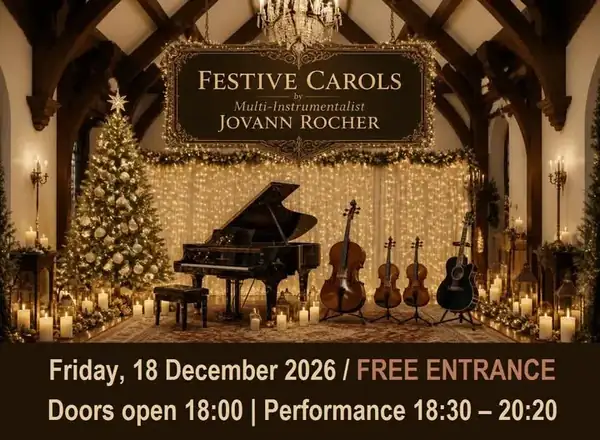 FESTIVE CAROLS
by
Multi-Instrumentalist
JOVANN ROCHER
Friday, 18 December 2026 / FREE ENTRANCE
Doors open 18:00 | Performance 18:30 – 20:20